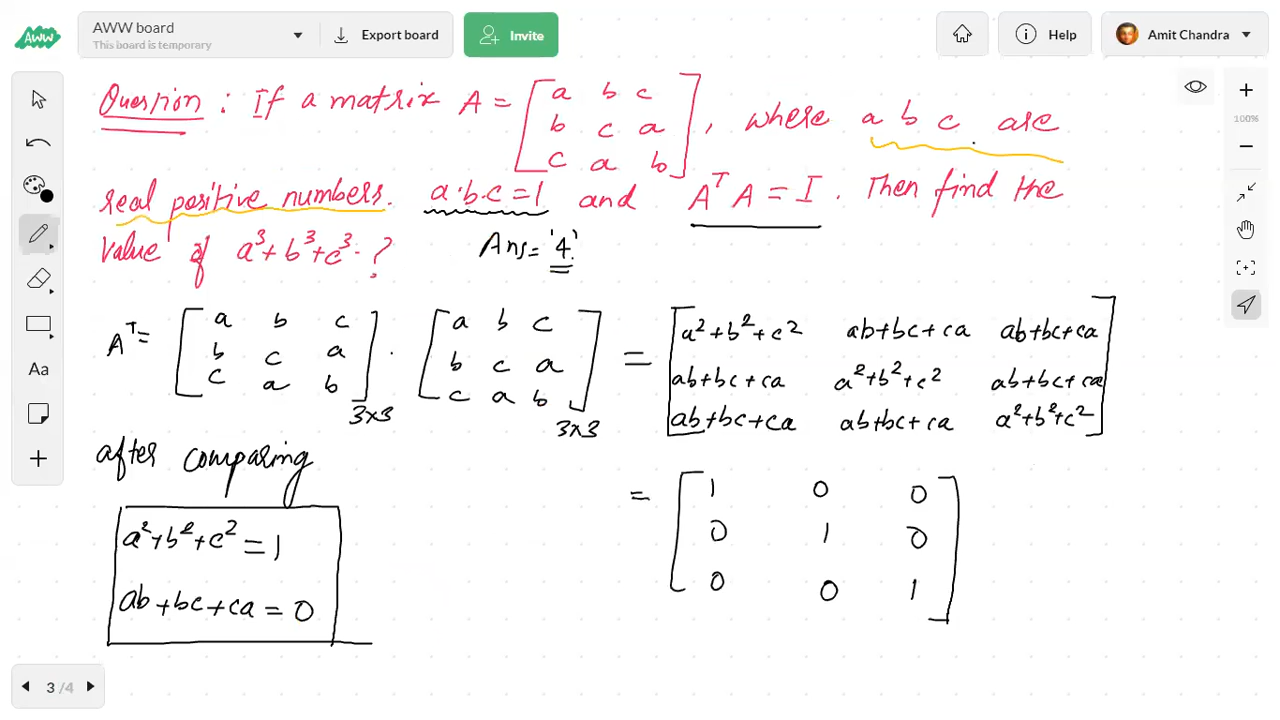 AWW
AWW board
This board is temporary
Export board
Invite
Help
Amit Chandra
Question : If a matrix A = [a b c
b c a
c a b], where a b c are
real positive numbers. a·b·c=1 and AᵀA = I. Then find the
value of a³+b³+c³ - ?
Ans = '4'
Aᵀ= [a b c
b c a
c a b]3×3 · [a b c
b c a
c a b]3×3 = [a²+b²+c² ab+bc+ca ab+bc+ca
ab+bc+ca a²+b²+c² ab+bc+ca
ab+bc+ca ab+bc+ca a²+b²+c²]
= [1 0 0
0 1 0
0 0 1]
after comparing
a²+b²+c² = 1
ab+bc+ca = 0
100%
Aa
3 /4